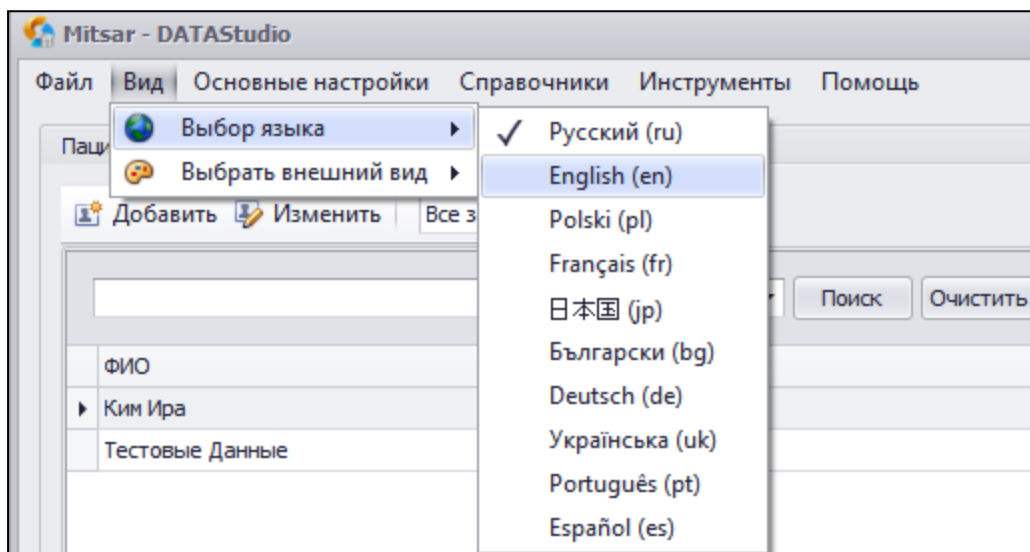 Mitsar - DATAStudio
Файл Вид Основные настройки Справочники Инструменты Помощь
Выбор языка
Выбрать внешний вид
Русский (ru)
English (en)
Polski (pl)
Français (fr)
日本国 (jp)
Български (bg)
Deutsch (de)
Українська (uk)
Português (pt)
Español (es)
Добавить Изменить Все
Поиск Очистить
ФИО
Ким Ира
Тестовые Данные